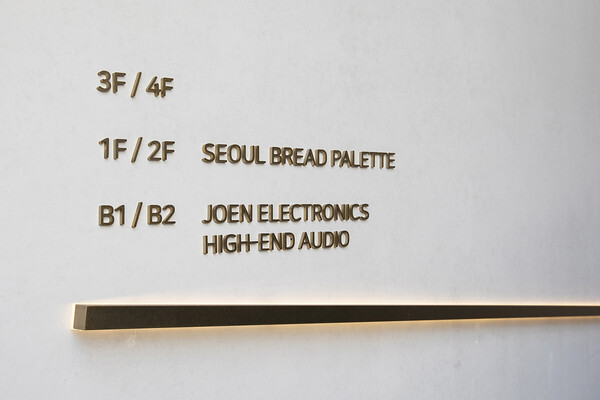 3F / 4F
1F / 2F SEOUL BREAD PALETTE
B1 / B2 JOEN ELECTRONICS
HIGH-END AUDIO